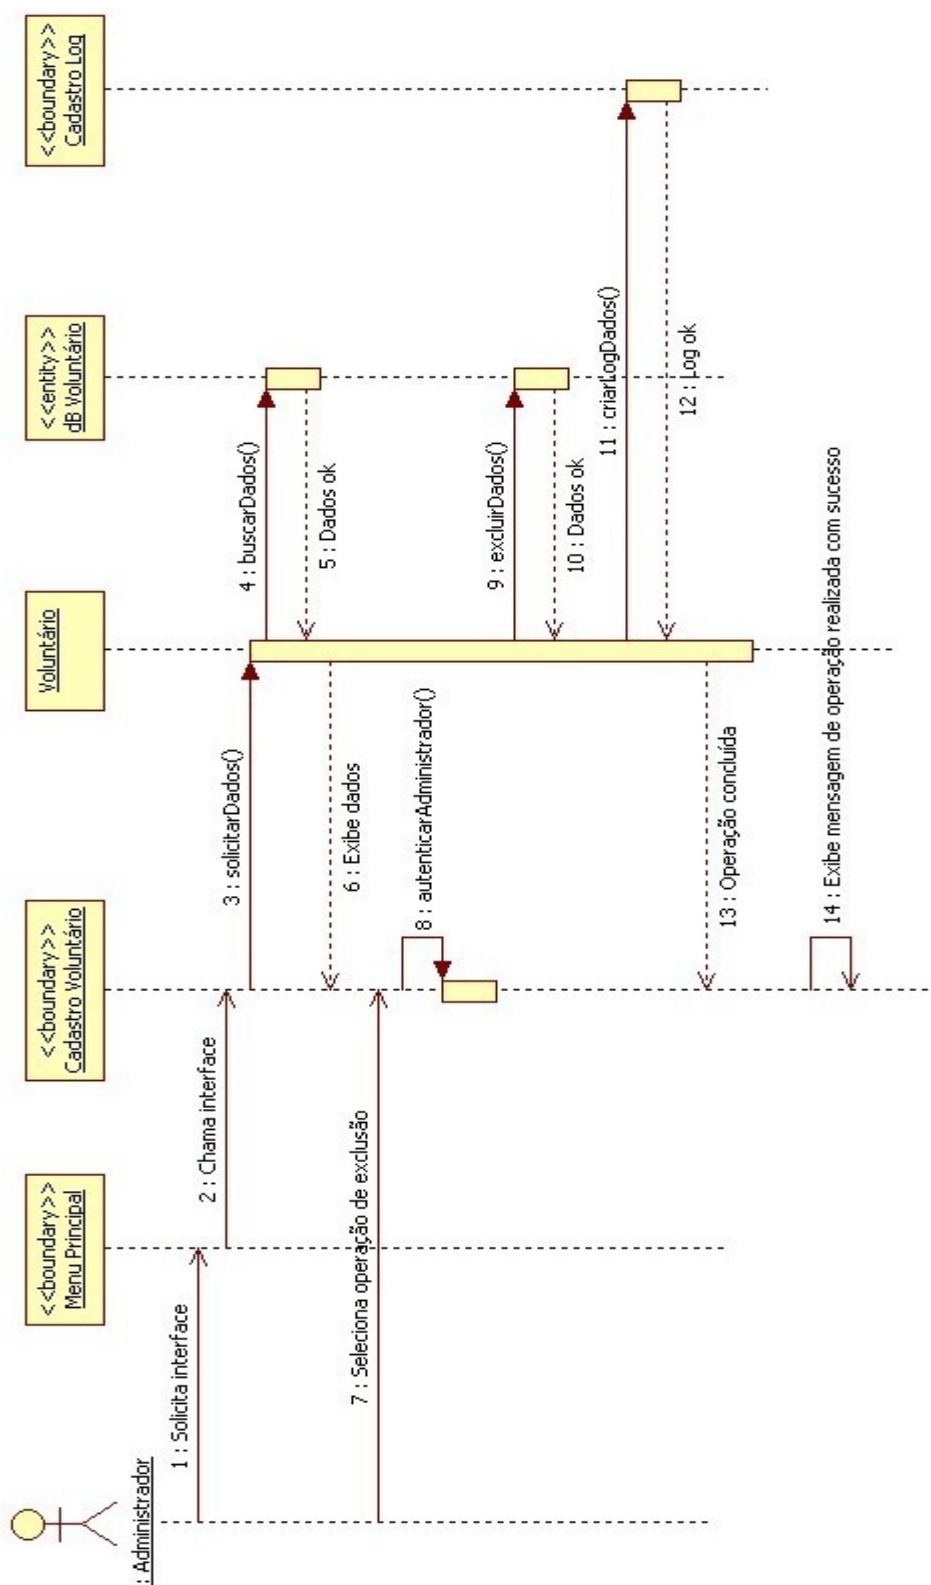 : Administrador
<<boundary>>
Menu Principal
<<boundary>>
Cadastro Voluntário
Voluntário
<<entity>>
dB Voluntário
<<boundary>>
Cadastro Log
1 : Solicita interface
2 : Chama interface
3 : solicitarDados()
4 : buscarDados()
5 : Dados ok
6 : Exibe dados
7 : Seleciona operação de exclusão
8 : autenticarAdministrador()
9 : excluirDados()
10 : Dados ok
11 : criarLogDados()
12 : Log ok
13 : Operação concluída
14 : Exibe mensagem de operação realizada com sucesso